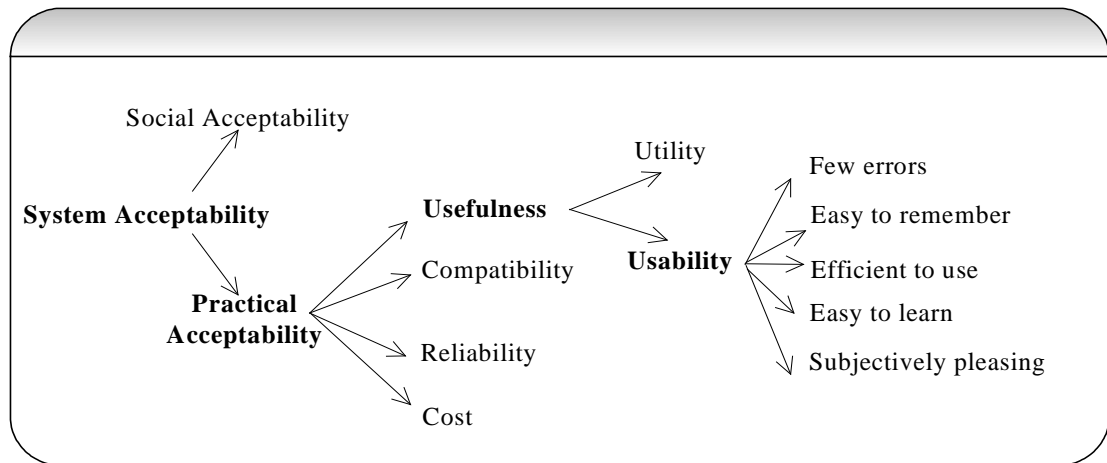 Social Acceptability
System Acceptability
Practical
Acceptability
Usefulness
Compatibility
Reliability
Cost
Utility
Usability
Few errors
Easy to remember
Efficient to use
Easy to learn
Subjectively pleasing